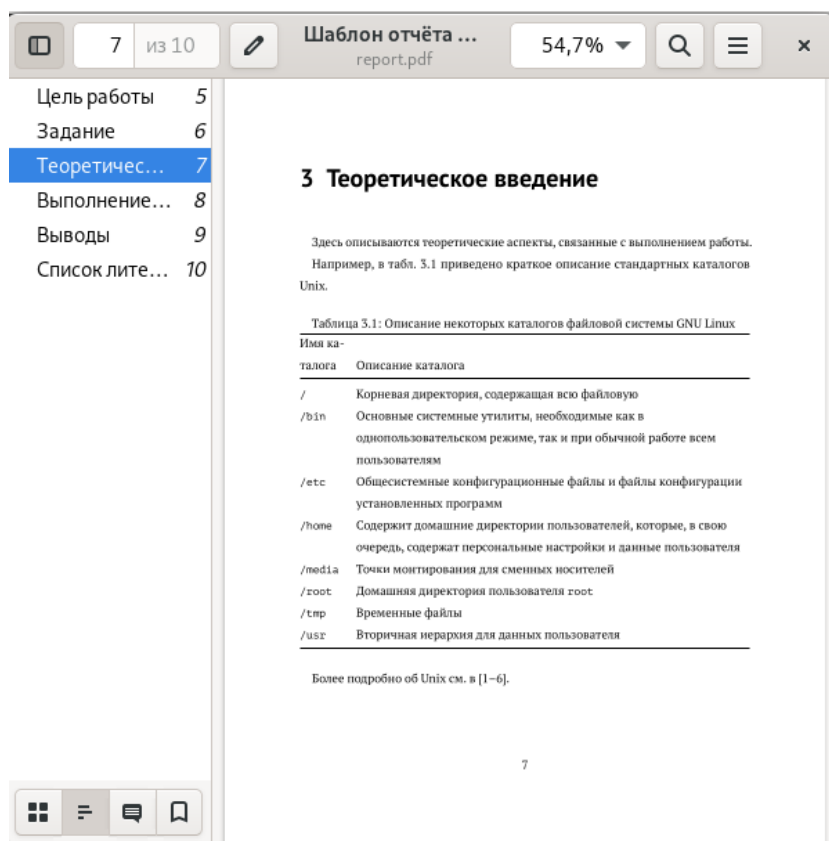 7 из 10
Шаблон отчёта ...
report.pdf
54,7%
Цель работы 5
Задание 6
Теоретичес... 7
Выполнение... 8
Выводы 9
Список лите... 10
3 Теоретическое введение
Здесь описываются теоретические аспекты, связанные с выполнением работы.
Например, в табл. 3.1 приведено краткое описание стандартных каталогов
Unix.
Таблица 3.1: Описание некоторых каталогов файловой системы GNU Linux
Имя ка-
талога Описание каталога
/ Корневая директория, содержащая всю файловую
/bin Основные системные утилиты, необходимые как в
однопользовательском режиме, так и при обычной работе всем
пользователям
/etc Общесистемные конфигурационные файлы и файлы конфигурации
установленных программ
/home Содержит домашние директории пользователей, которые, в свою
очередь, содержат персональные настройки и данные пользователя
/media Точки монтирования для сменных носителей
/root Домашняя директория пользователя root
/tmp Временные файлы
/usr Вторичная иерархия для данных пользователя
Более подробно об Unix см. в [1–6].
7